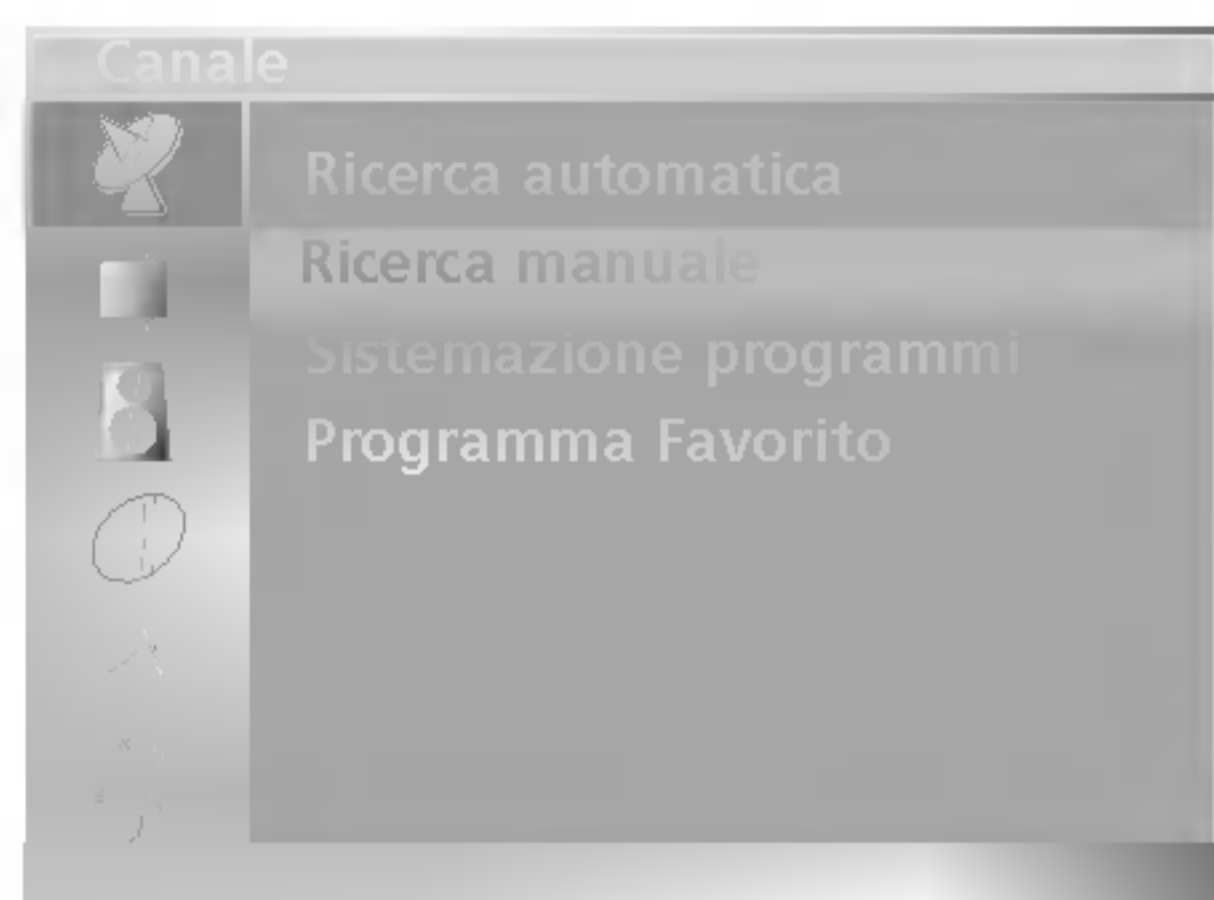 Canale
Ricerca automatica
Ricerca manuale
Sistemazione programmi
Programma Favorito